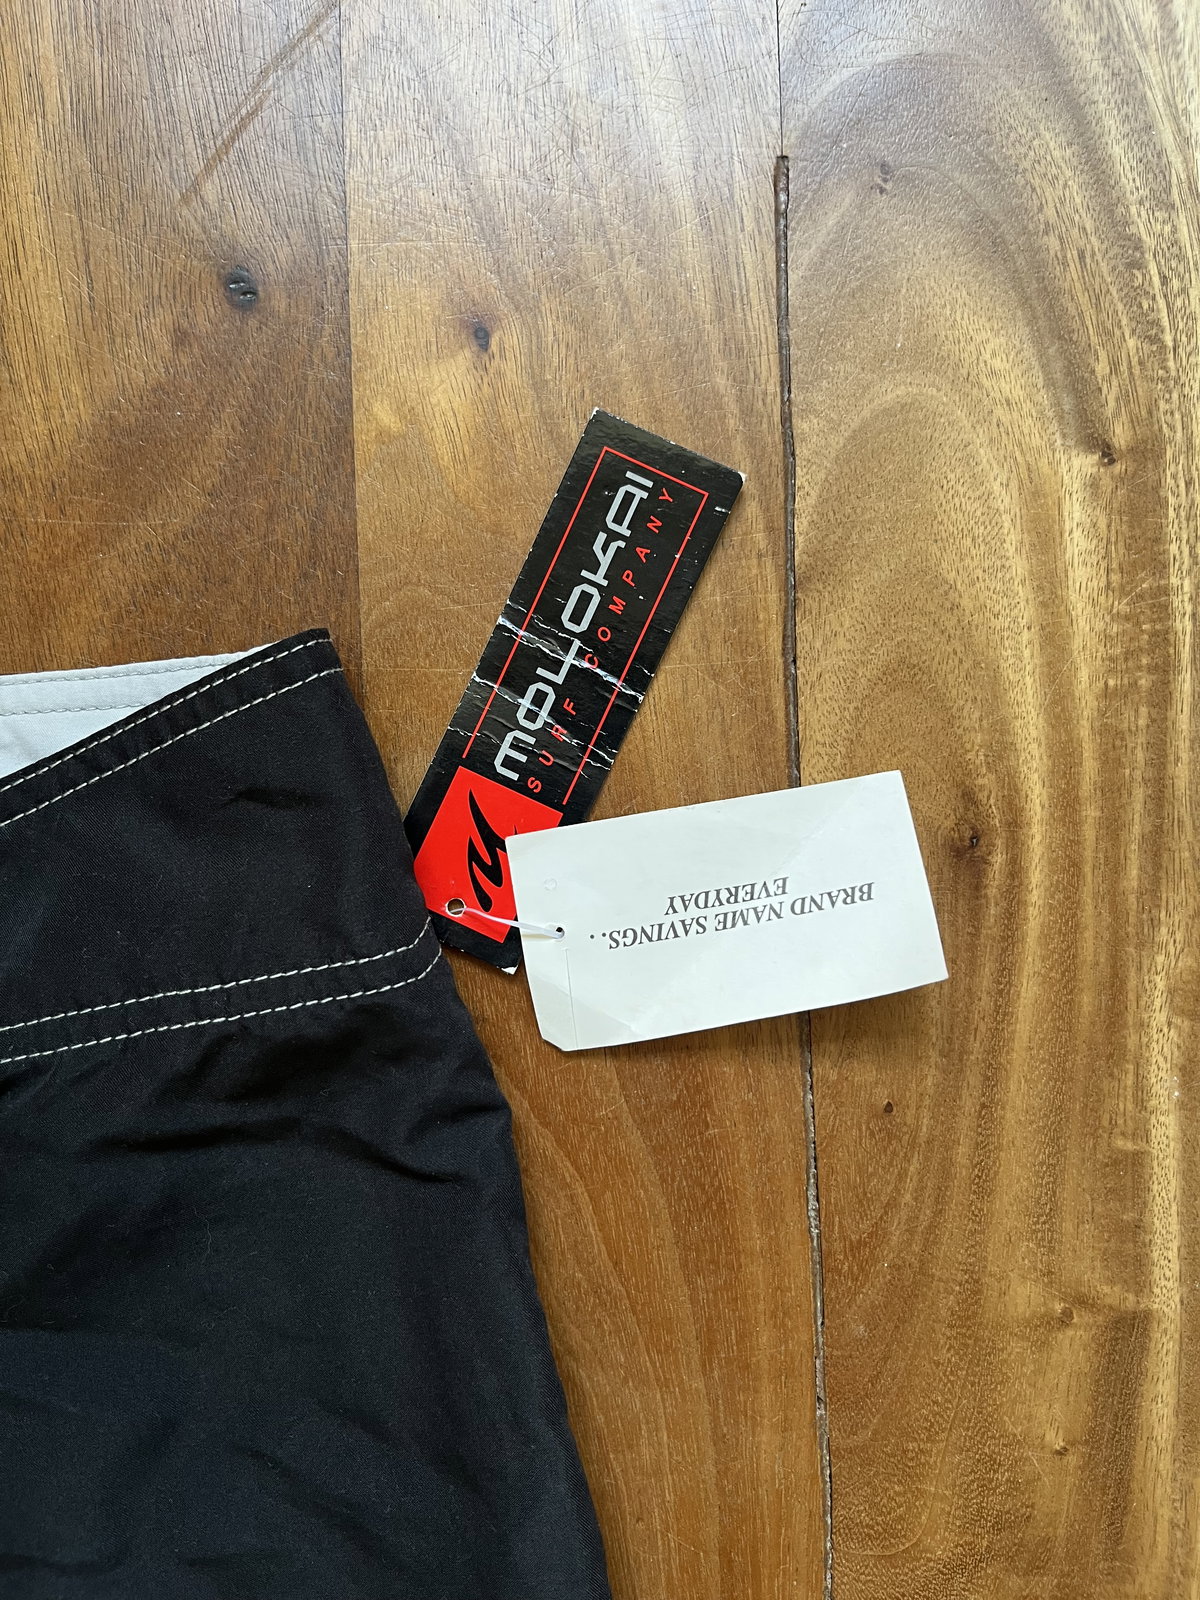 MOLOKAI
SURF COMPANY
BRAND NAME SAVINGS...
EVERYDAY